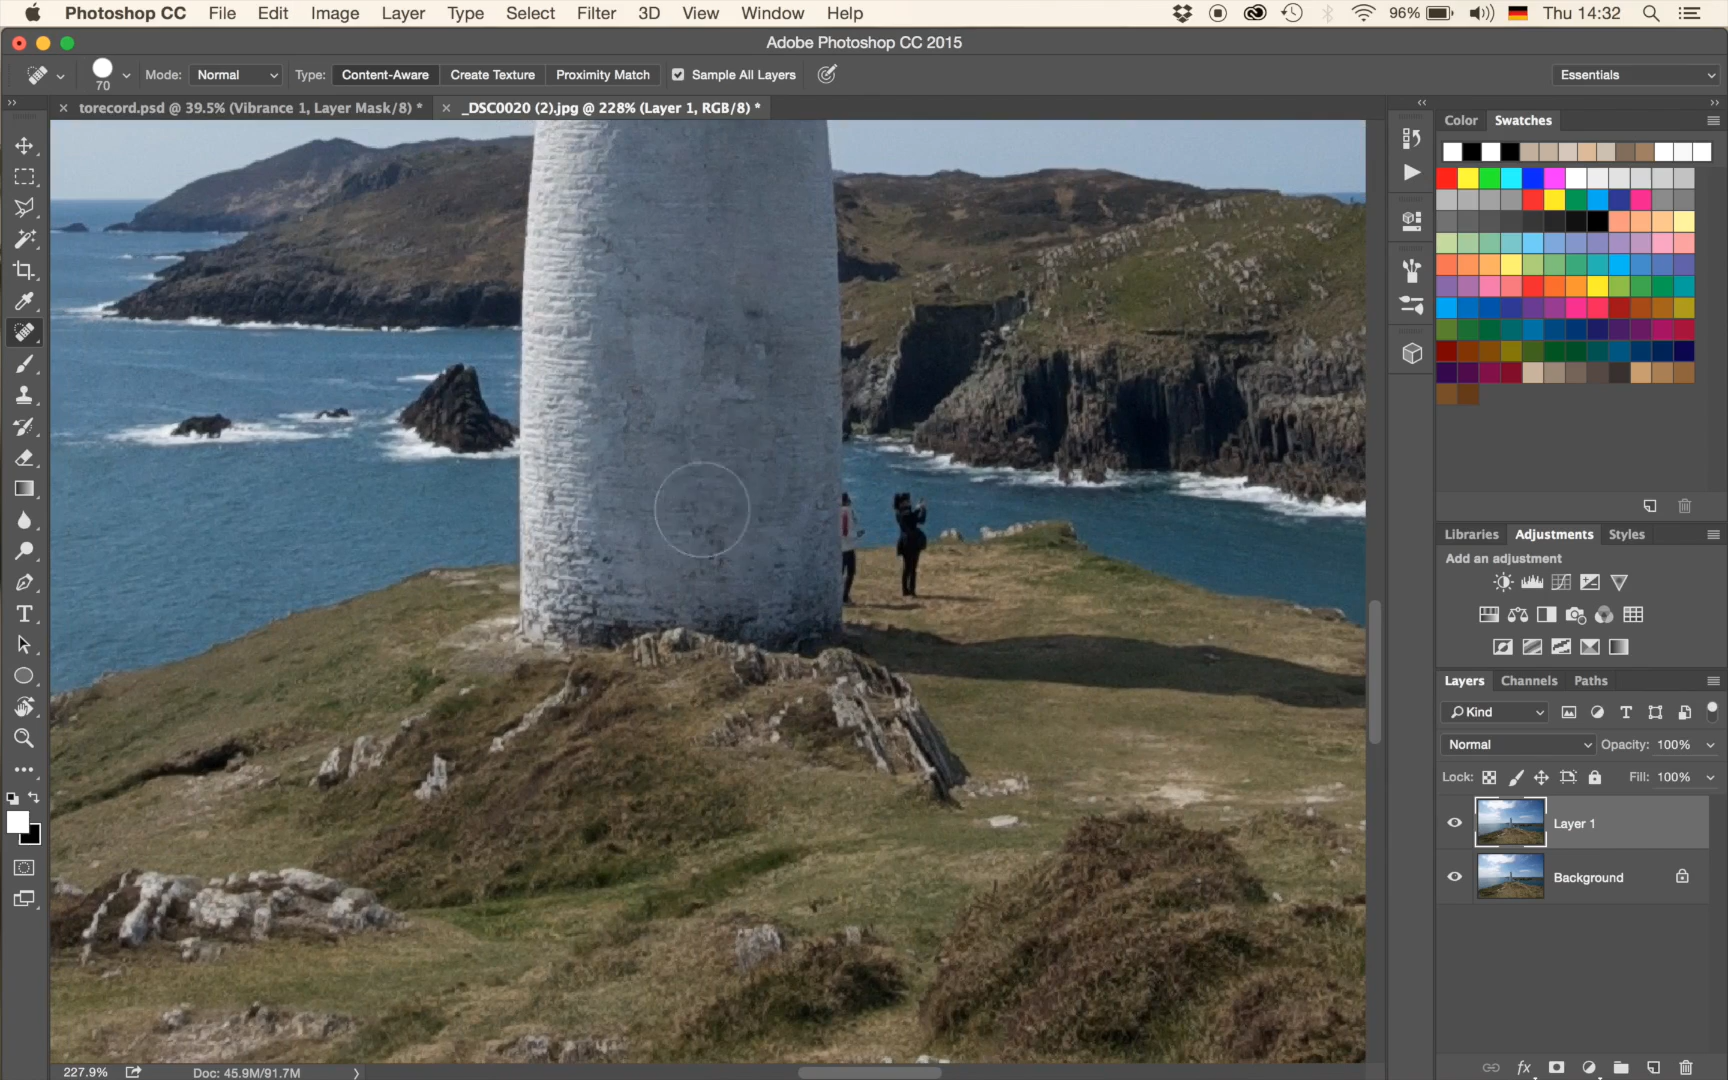 Photoshop CC File Edit Image Layer Type Select Filter 3D View Window Help 96% Thu 14:32
Adobe Photoshop CC 2015
70 Mode: Normal Type: Content-Aware Create Texture Proximity Match Sample All Layers Essentials
torecord.psd @ 39.5% (Vibrance 1, Layer Mask/8) * _DSC0020 (2).jpg @ 228% (Layer 1, RGB/8) *
Color Swatches
Libraries Adjustments Styles
Add an adjustment
Layers Channels Paths
Kind
Normal Opacity: 100%
Lock: Fill: 100%
Layer 1
Background
fx
227.9% Doc: 45.9M/91.7M